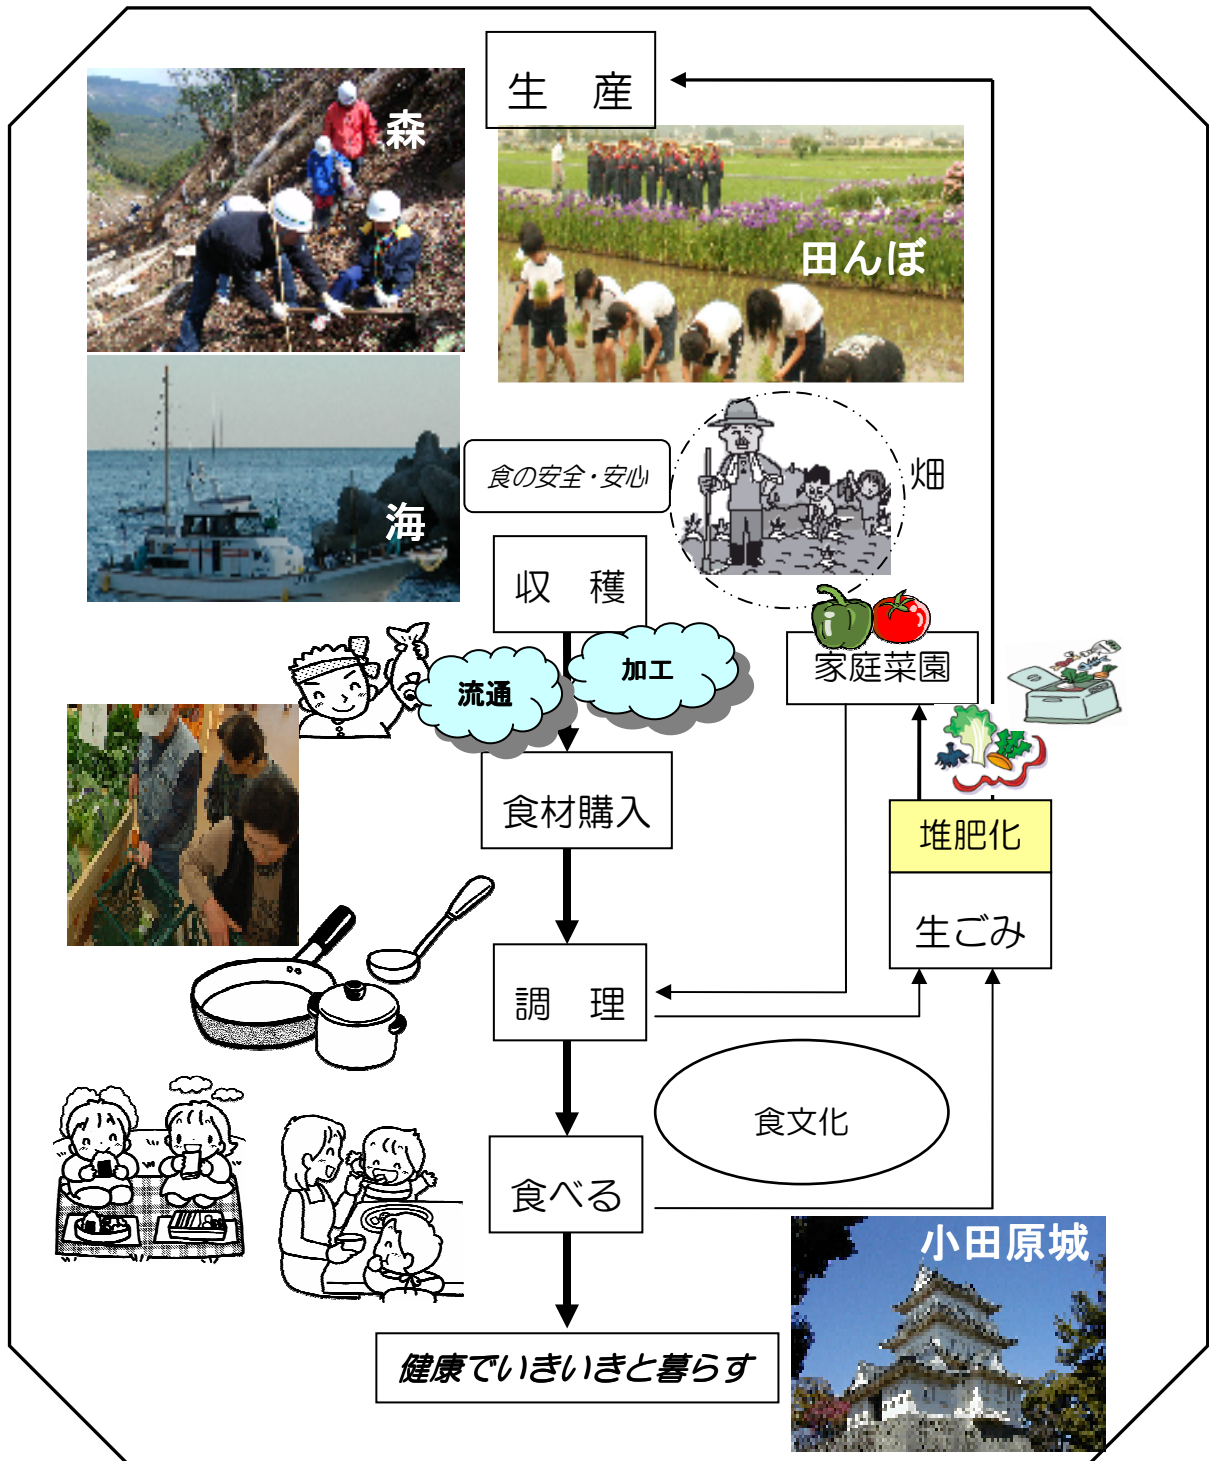 生　産
森
田んぼ
海
食の安全・安心
畑
収　穫
加工
流通
家庭菜園
食材購入
堆肥化
生ごみ
調　理
食文化
食べる
小田原城
健康でいきいきと暮らす